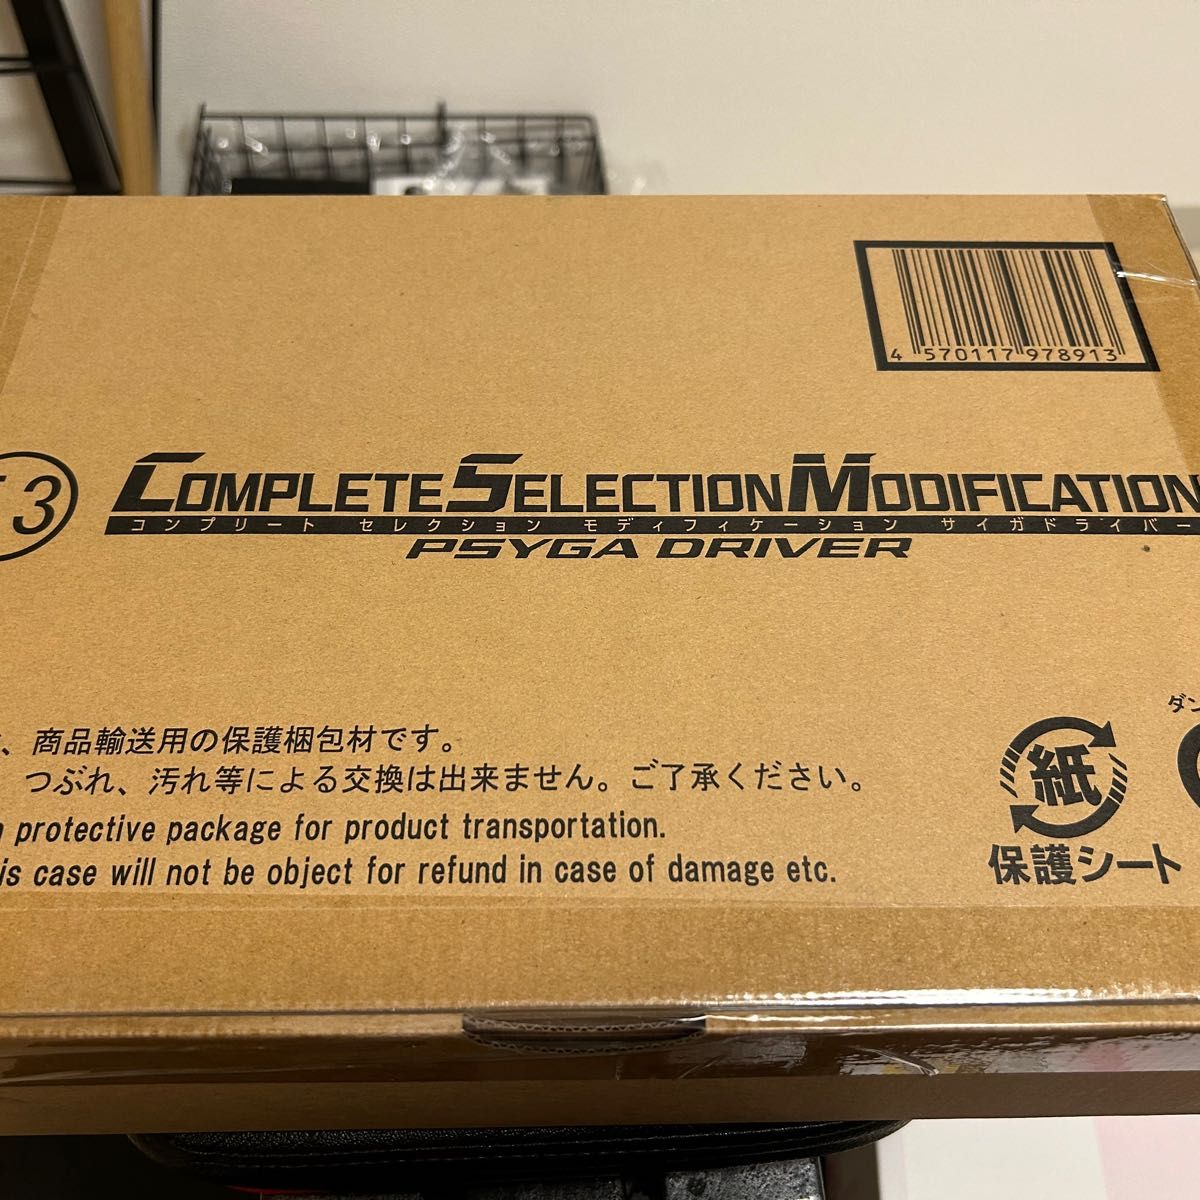 4 570117 978913
3
COMPLETE SELECTION MODIFICATION
コンプリート セレクション モディフィケーション サイガドライバー
PSYGA DRIVER
、商品輸送用の保護梱包材です。
つぶれ、汚れ等による交換は出来ません。ご了承ください。
protective package for product transportation.
is case will not be object for refund in case of damage etc.
紙
保護シート
ダン